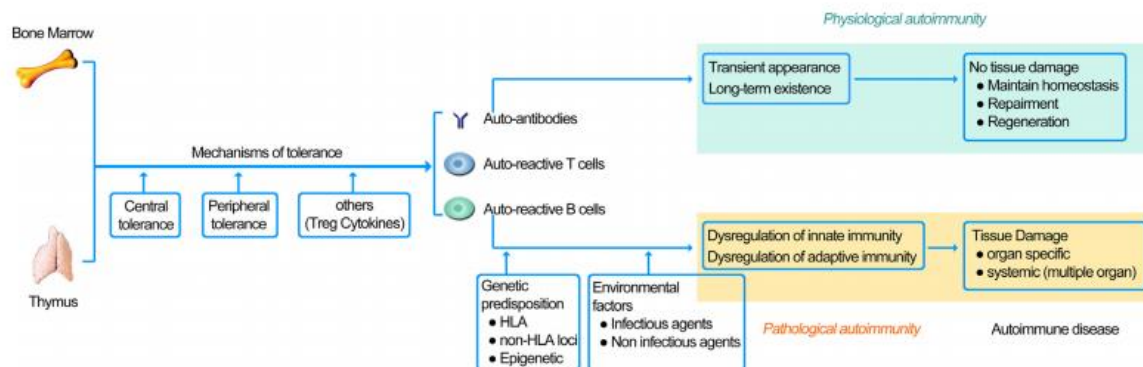 Physiological autoimmunity
Bone Marrow
Thymus
Mechanisms of tolerance
Central
tolerance
Peripheral
tolerance
others
(Treg Cytokines)
Auto-antibodies
Auto-reactive T cells
Auto-reactive B cells
Transient appearance
Long-term existence
No tissue damage
● Maintain homeostasis
● Repairment
● Regeneration
Genetic
predisposition
● HLA
● non-HLA loci
● Epigenetic
Environmental
factors
● Infectious agents
● Non infectious agents
Dysregulation of innate immunity
Dysregulation of adaptive immunity
Tissue Damage
● organ specific
● systemic (multiple organ)
Pathological autoimmunity
Autoimmune disease